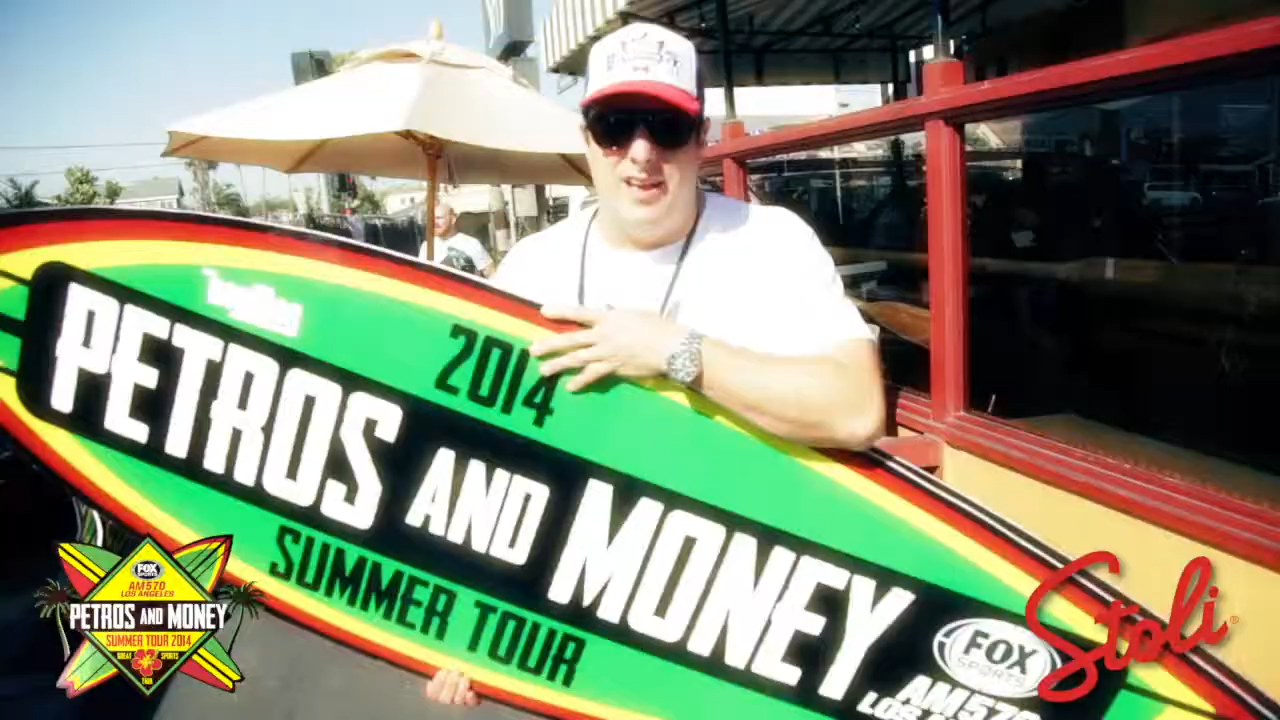 2014
PETROS AND MONEY
SUMMER TOUR
FOX
SPORTS
AM570
FOX
SPORTS
AM570
LOS ANGELES
PETROS AND MONEY
SUMMER TOUR 2014
Stoli®